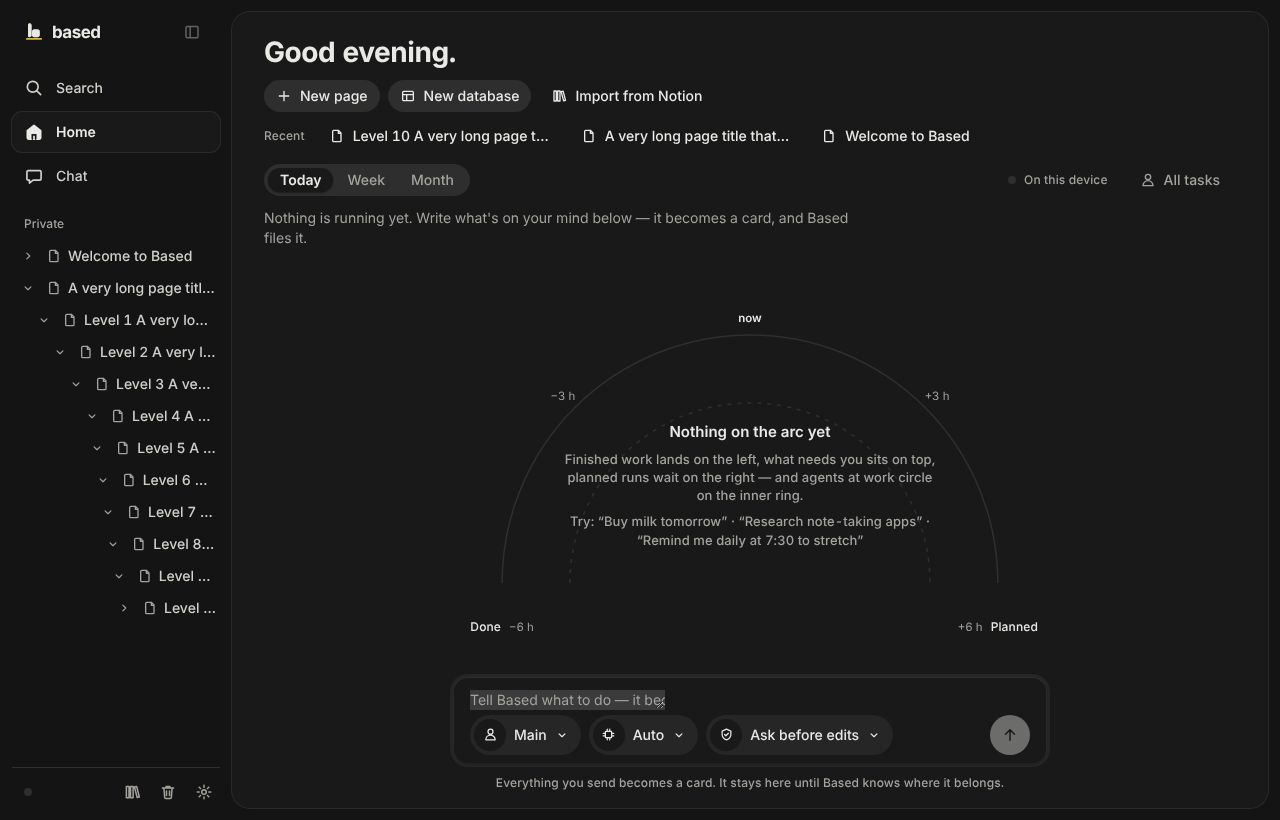 based
Search
Home
Chat
Private
Welcome to Based
A very long page titl...
Level 1 A very lo...
Level 2 A very l...
Level 3 A ve...
Level 4 A ...
Level 5 A ...
Level 6 ...
Level 7 ...
Level 8...
Level ...
Level ...
Good evening.
New page New database Import from Notion
Recent Level 10 A very long page t... A very long page title that... Welcome to Based
Today Week Month On this device All tasks
Nothing is running yet. Write what's on your mind below — it becomes a card, and Based
files it.
now
−3 h +3 h
Nothing on the arc yet
Finished work lands on the left, what needs you sits on top,
planned runs wait on the right — and agents at work circle
on the inner ring.
Try: “Buy milk tomorrow” · “Research note-taking apps” ·
“Remind me daily at 7:30 to stretch”
Done −6 h +6 h Planned
Tell Based what to do — it bec
Main Auto Ask before edits
Everything you send becomes a card. It stays here until Based knows where it belongs.